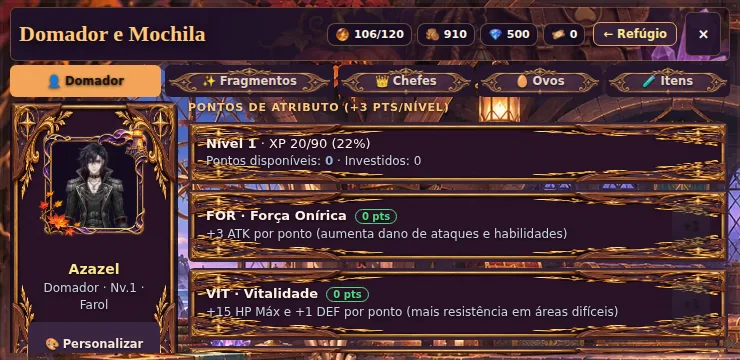 Domador e Mochila
106/120
910
500
0
← Refúgio
×
Domador
Fragmentos
Chefes
Ovos
Itens
Azazel
Domador · Nv.1 ·
Farol
Personalizar
PONTOS DE ATRIBUTO (+3 PTS/NÍVEL)
Nível 1 · XP 20/90 (22%)
Pontos disponíveis: 0 · Investidos: 0
FOR · Força Onírica 0 pts
+3 ATK por ponto (aumenta dano de ataques e habilidades)
VIT · Vitalidade 0 pts
+15 HP Máx e +1 DEF por ponto (mais resistência em áreas difíceis)